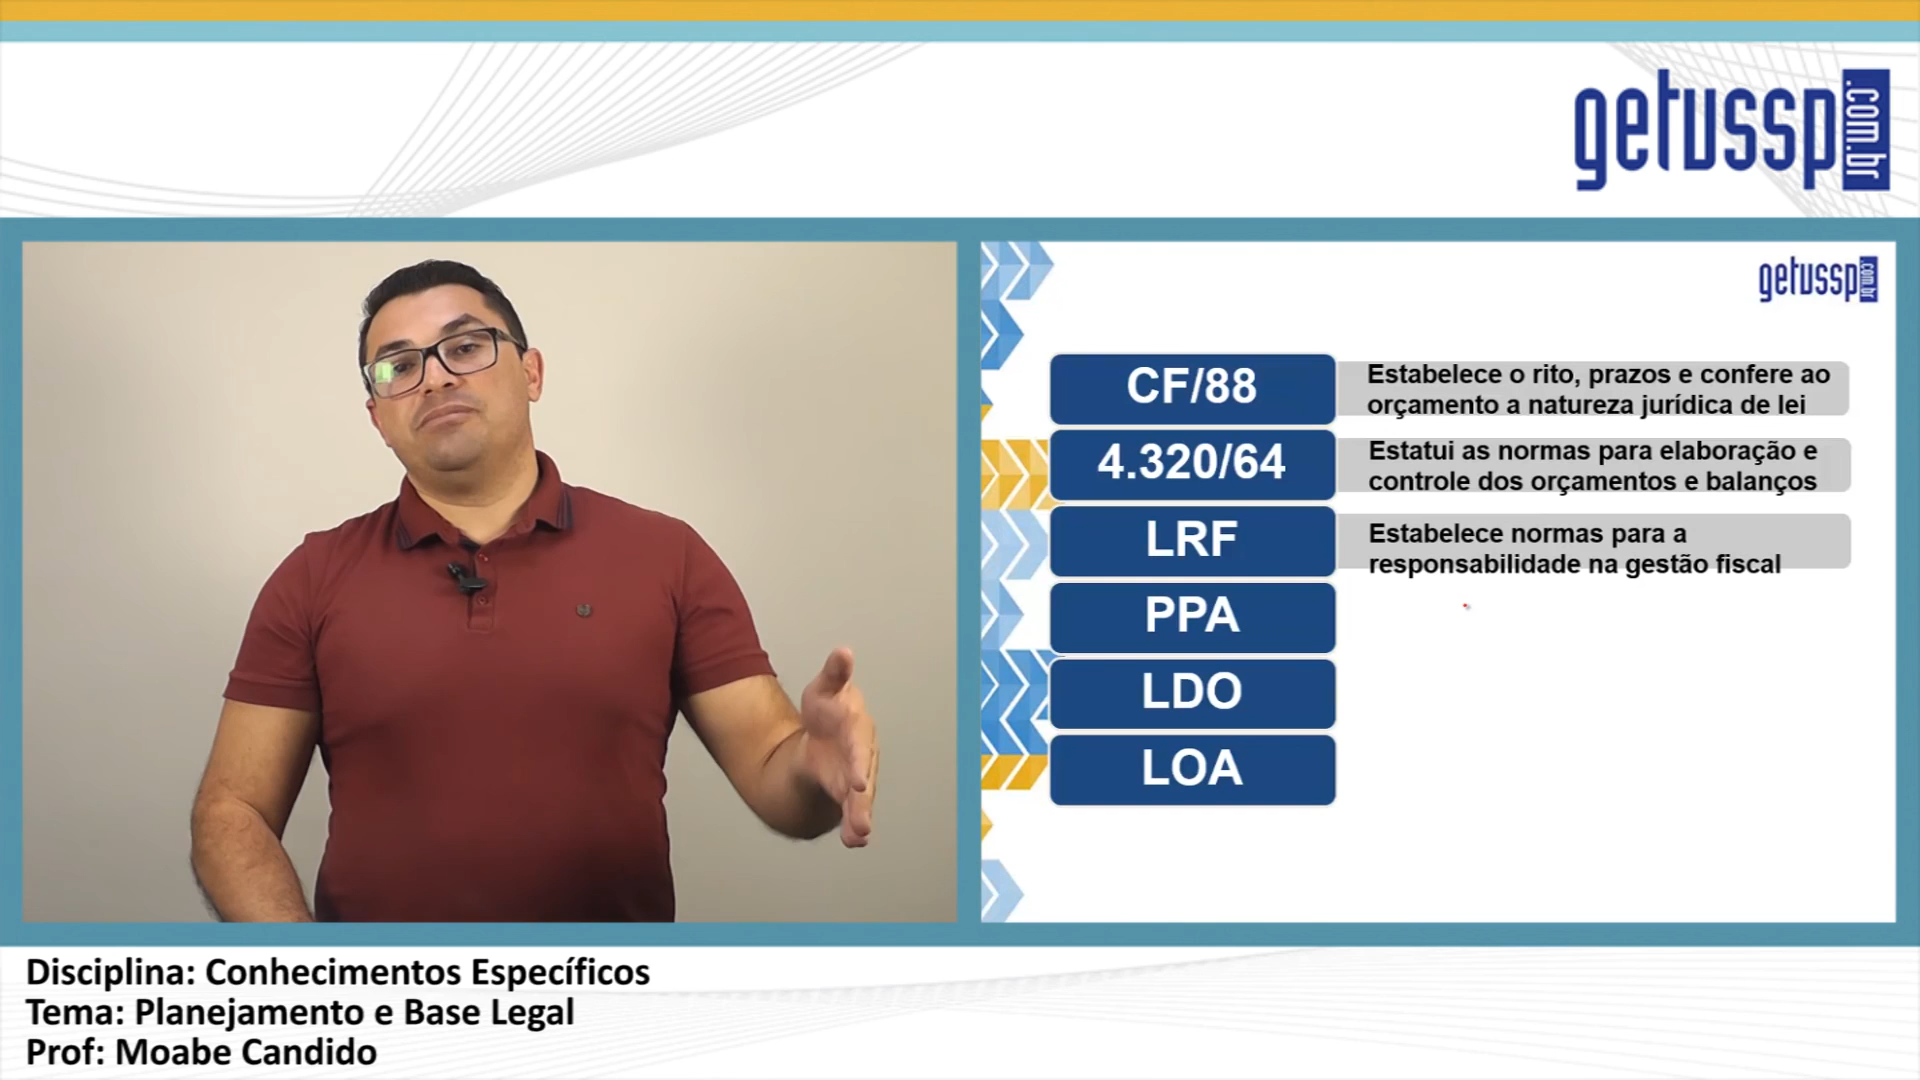 getussp.com.br
getussp.com.br
CF/88
Estabelece o rito, prazos e confere ao
orçamento a natureza jurídica de lei
4.320/64
Estatui as normas para elaboração e
controle dos orçamentos e balanços
LRF
Estabelece normas para a
responsabilidade na gestão fiscal
PPA
LDO
LOA
Disciplina: Conhecimentos Específicos
Tema: Planejamento e Base Legal
Prof: Moabe Candido